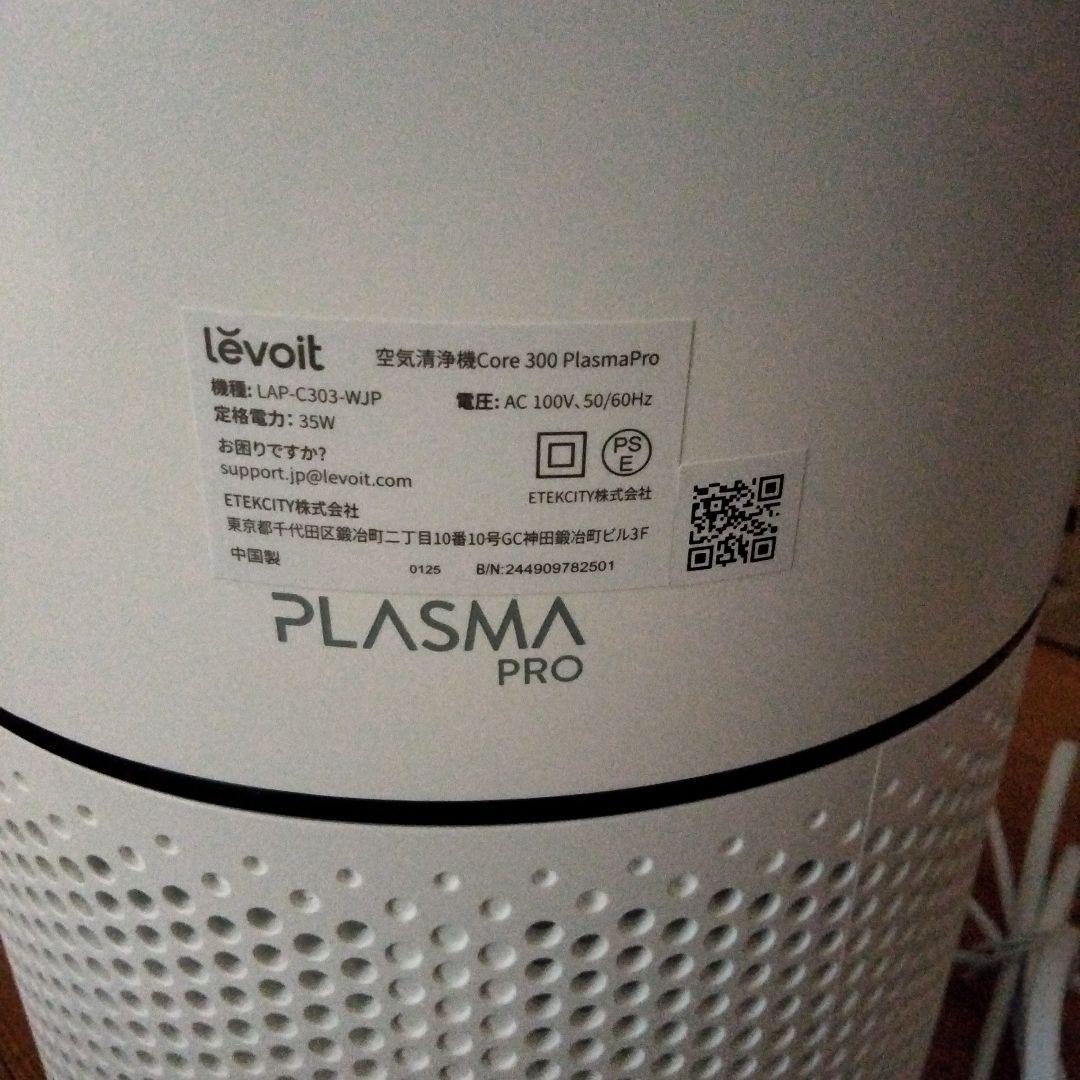 levoit
空気清浄機Core 300 PlasmaPro
機種: LAP-C303-WJP
電圧: AC 100V、50/60Hz
定格電力: 35W
お困りですか?
support.jp@levoit.com
PS
E
ETEKCITY株式会社
ETEKCITY株式会社
東京都千代田区鍛冶町二丁目10番10号GC神田鍛冶町ビル3F
中国製
0125
B/N:244909782501
PLASMA
PRO